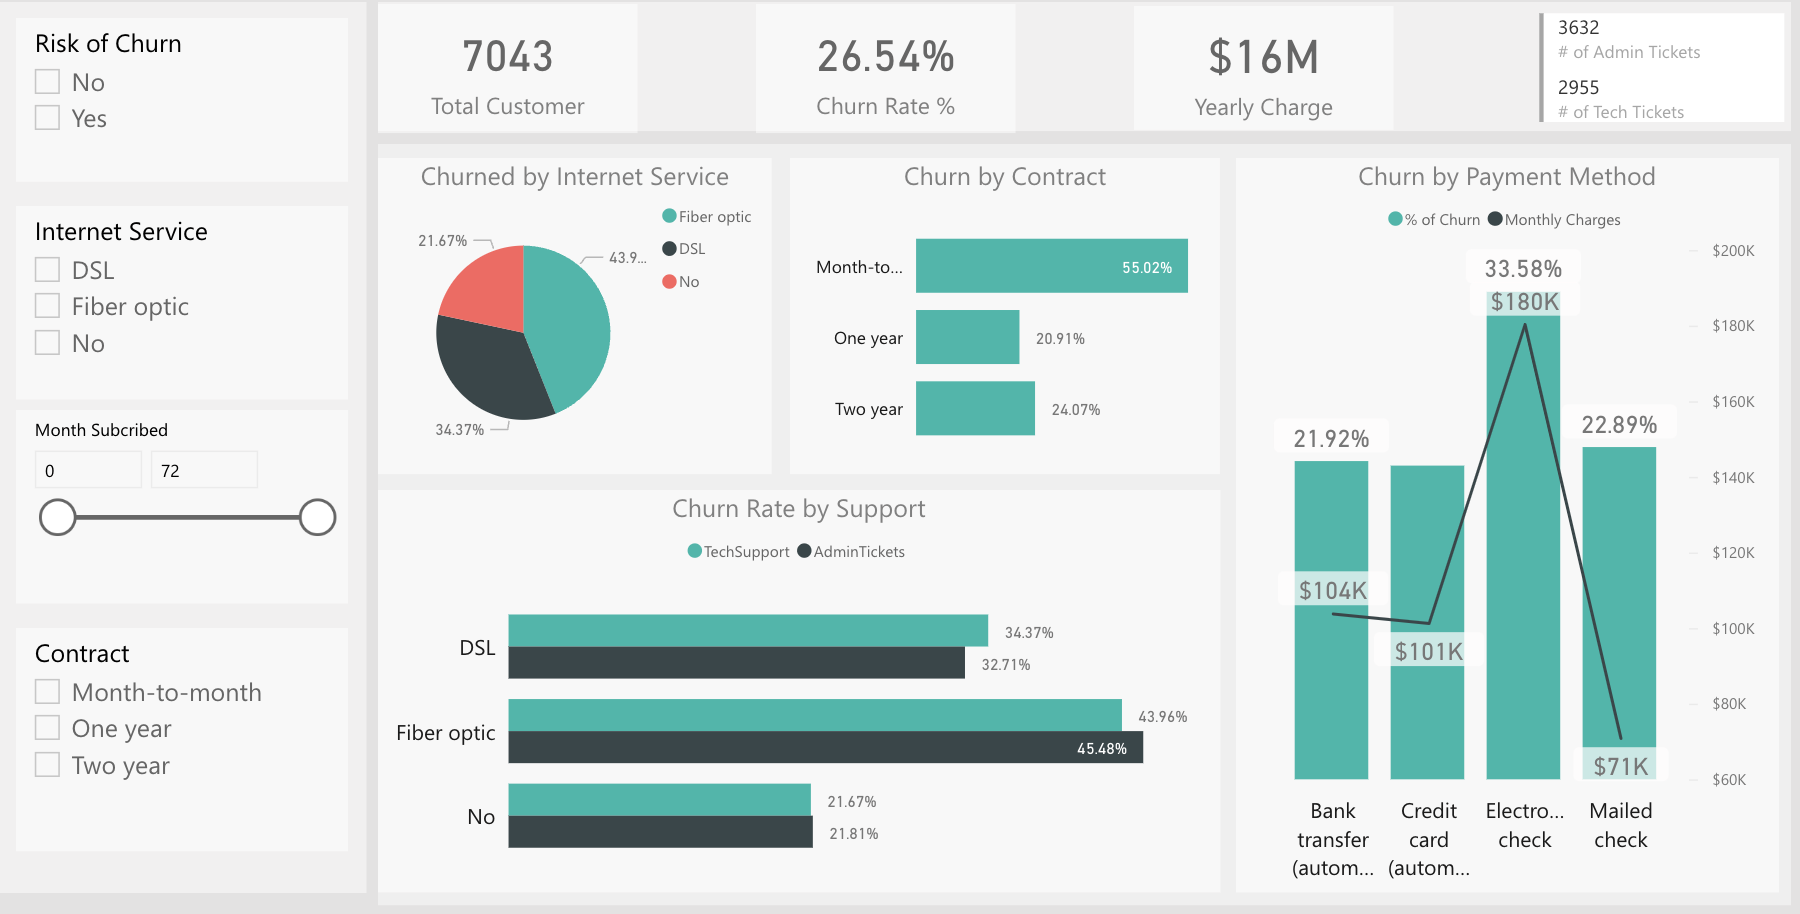 Risk of Churn
No
Yes
Internet Service
DSL
Fiber optic
No
Month Subcribed
0
72
Contract
Month-to-month
One year
Two year
7043
Total Customer
26.54%
Churn Rate %
$16M
Yearly Charge
3632
# of Admin Tickets
2955
# of Tech Tickets
Churned by Internet Service
Fiber optic
DSL
No
21.67%
43.9...
34.37%
Churn by Contract
Month-to...
55.02%
One year
20.91%
Two year
24.07%
Churn Rate by Support
TechSupport
AdminTickets
DSL
34.37%
32.71%
Fiber optic
43.96%
45.48%
No
21.67%
21.81%
Churn by Payment Method
% of Churn
Monthly Charges
$200K
$180K
$160K
$140K
$120K
$100K
$80K
$60K
33.58%
$180K
21.92%
22.89%
$104K
$101K
$71K
Bank
transfer
(autom...
Credit
card
(autom...
Electro...
check
Mailed
check